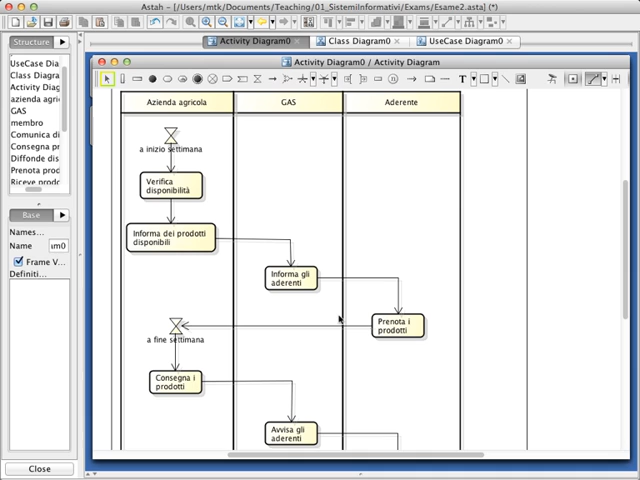 Astah - [/Users/mtk/Documents/Teaching/01_SistemiInformativi/Exams/Esame2.asta] (*)
Structure
Activity Diagram0
Class Diagram0
UseCase Diagram0
UseCase Dia
Class Diagra
Activity Diag
azienda agri
GAS
membro
Comunica di
Consegna pr
Diffonde dis
Prenota prod
Riceve prod
Base
Names...
Name
am0
Frame V...
Definiti...
Close
Activity Diagram0 / Activity Diagram
T
Azienda agricola
GAS
Aderente
a inizio settimana
Verifica
disponibilità
Informa dei prodotti
disponibili
Informa gli
aderenti
Prenota i
prodotti
a fine settimana
Consegna i
prodotti
Avvisa gli
aderenti